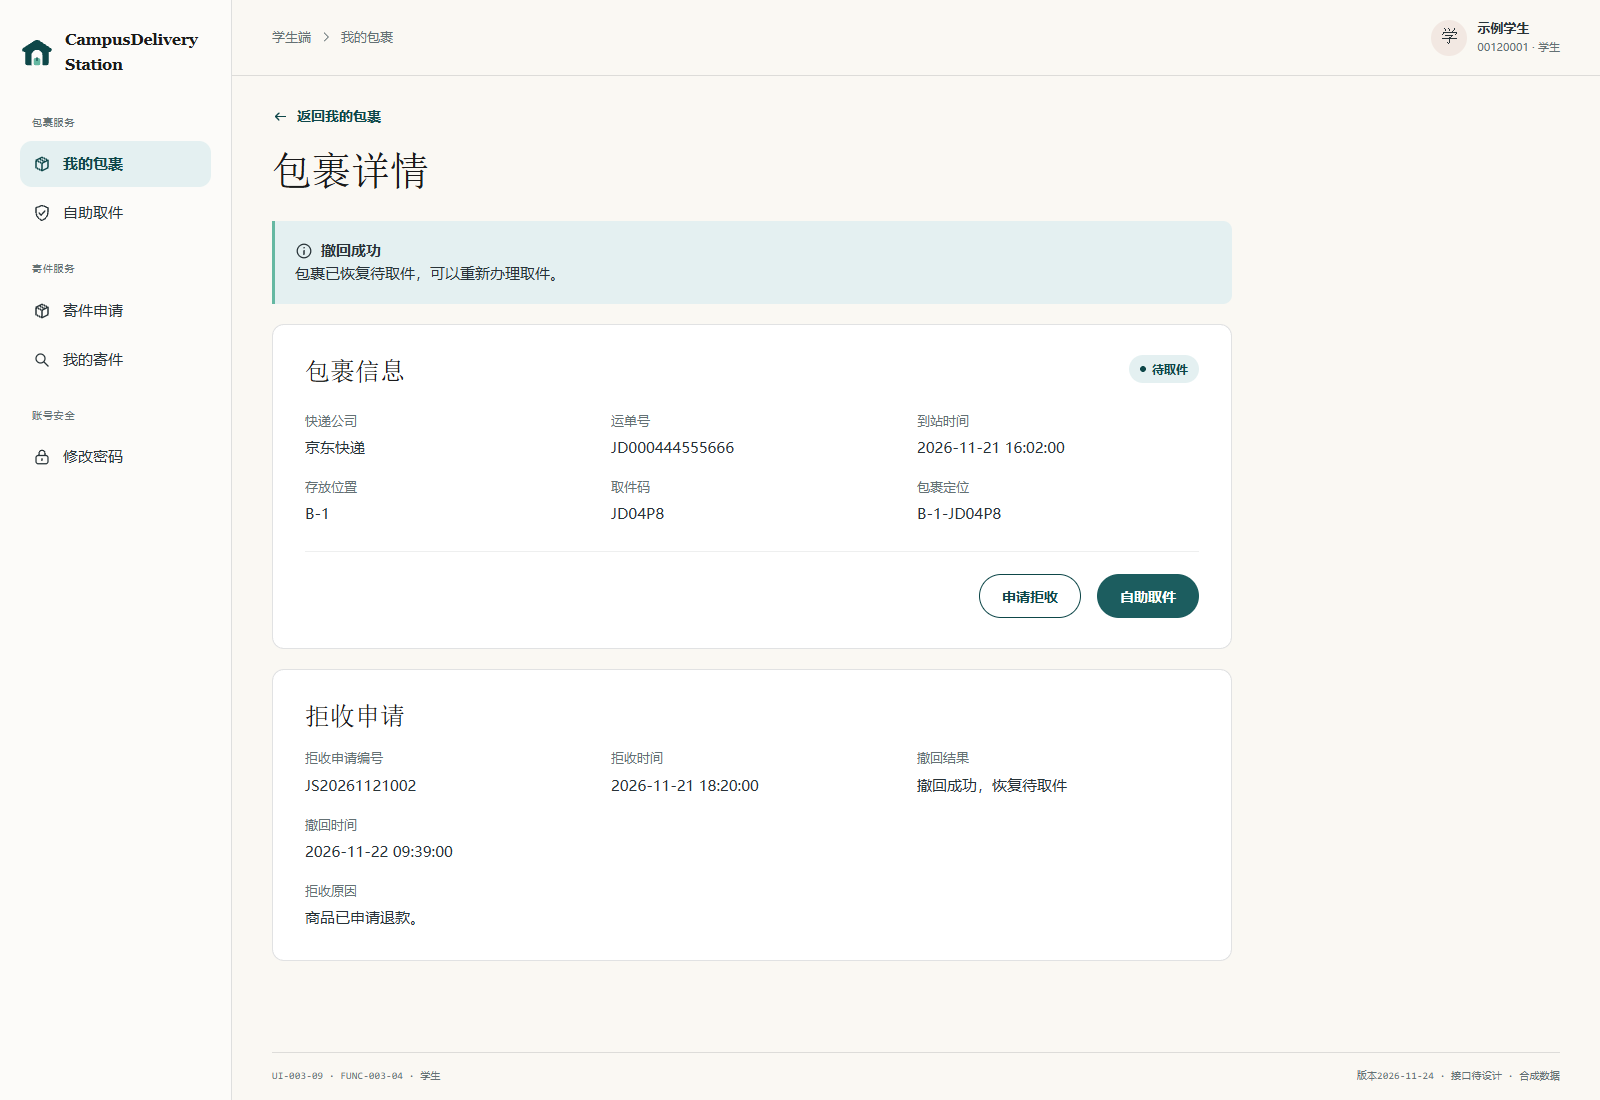 CampusDelivery
Station
包裹服务
我的包裹
自助取件
寄件服务
寄件申请
我的寄件
账号安全
修改密码
学生端 > 我的包裹
学
示例学生
00120001 · 学生
← 返回我的包裹
包裹详情
撤回成功
包裹已恢复待取件，可以重新办理取件。
包裹信息
待取件
快递公司 运单号 到站时间
京东快递 JD000444555666 2026-11-21 16:02:00
存放位置 取件码 包裹定位
B-1 JD04P8 B-1-JD04P8
申请拒收 自助取件
拒收申请
拒收申请编号 拒收时间 撤回结果
JS20261121002 2026-11-21 18:20:00 撤回成功，恢复待取件
撤回时间
2026-11-22 09:39:00
拒收原因
商品已申请退款。
UI-003-09 · FUNC-003-04 · 学生
版本2026-11-24 · 接口待设计 · 合成数据